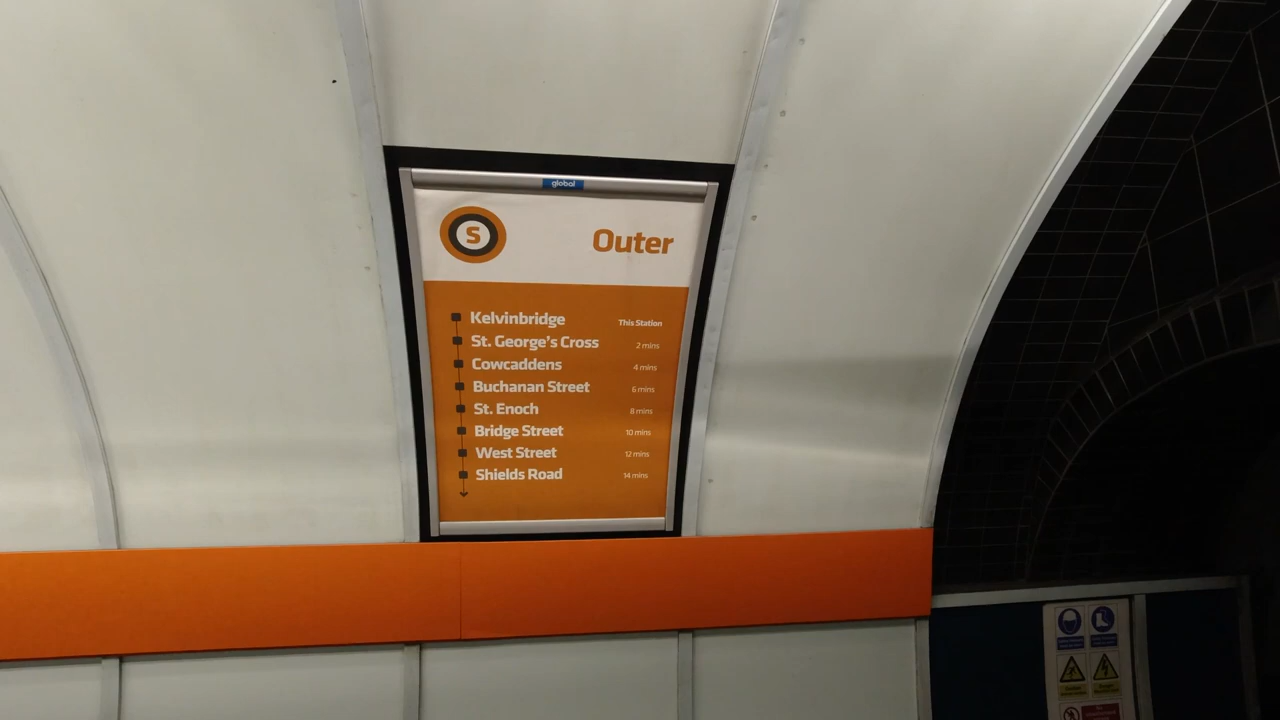 global
S
Outer
Kelvinbridge This Station
St. George's Cross 2 mins
Cowcaddens 4 mins
Buchanan Street 6 mins
St. Enoch 8 mins
Bridge Street 10 mins
West Street 12 mins
Shields Road 14 mins